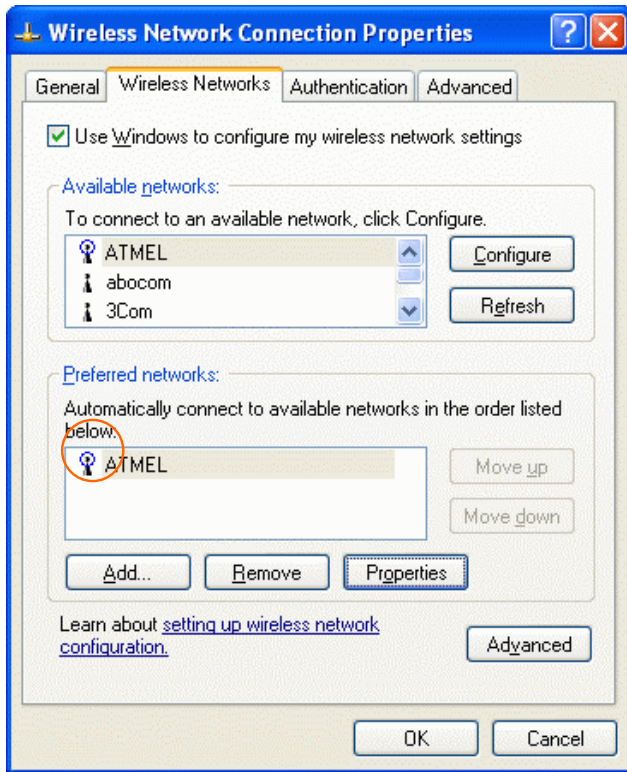 Wireless Network Connection Properties
General Wireless Networks Authentication Advanced
Use Windows to configure my wireless network settings
Available networks:
To connect to an available network, click Configure.
ATMEL
abocom
3Com
Configure
Refresh
Preferred networks:
Automatically connect to available networks in the order listed
below:
ATMEL
Move up
Move down
Add... Remove Properties
Learn about setting up wireless network
configuration.
Advanced
OK Cancel